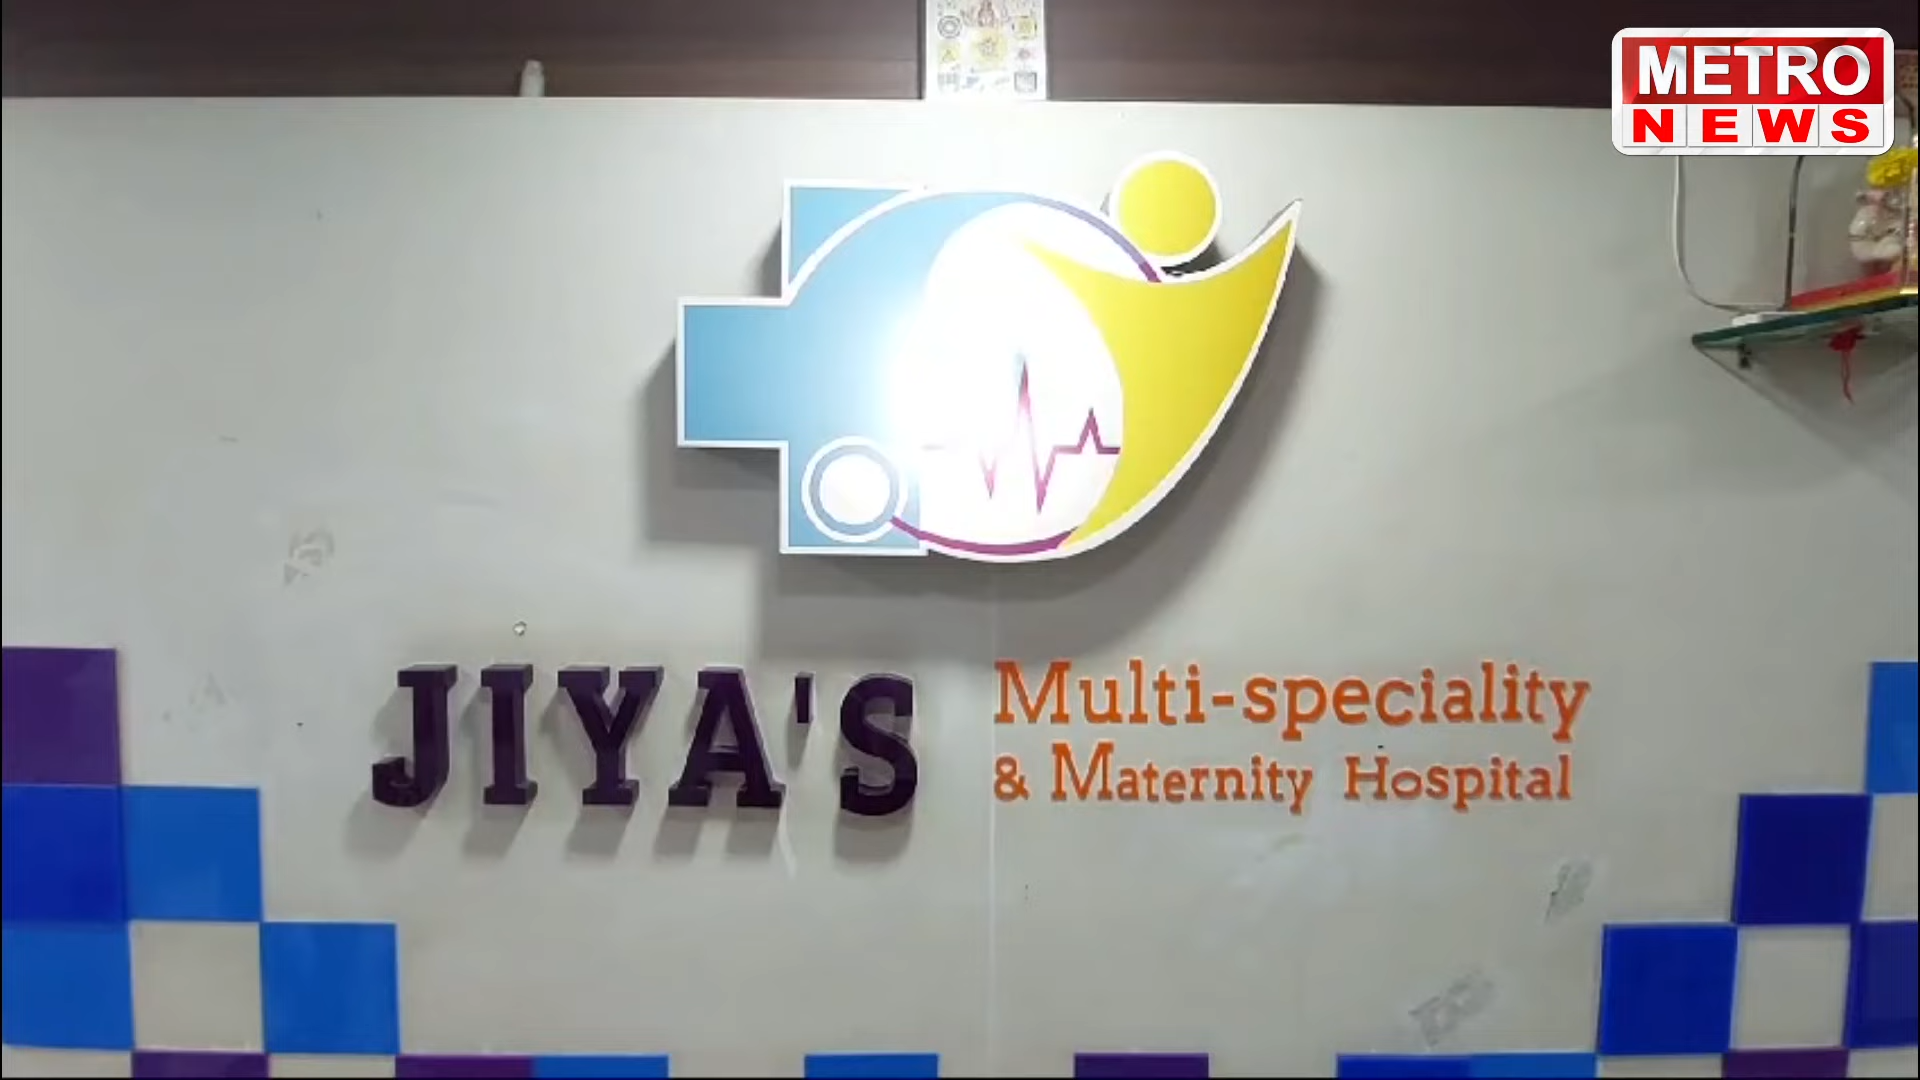 METRO
NEWS
JIYA'S
Multi-speciality
& Maternity Hospital